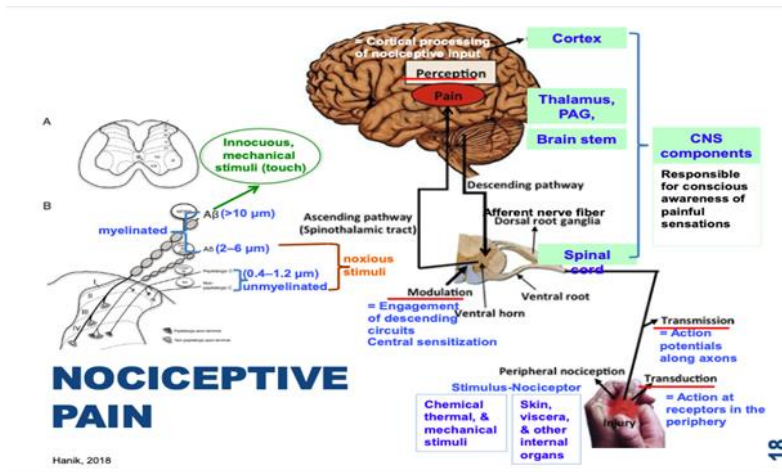 = Cortical processing
of nociceptive input
Perception
Pain
Cortex
Thalamus,
PAG,
Brain stem
CNS
components
Responsible
for conscious
awareness of
painful
sensations
A
Innocuous,
mechanical
stimuli (touch)
B
Aβ (>10 μm)
myelinated
Aδ (2–6 μm)
(0.4–1.2 μm)
unmyelinated
noxious
stimuli
I
II
III
IV
Descending pathway
Ascending pathway
(Spinothalamic tract)
Afferent nerve fiber
Dorsal root ganglia
Spinal
cord
Modulation
Ventral horn
Ventral root
= Engagement
of descending
circuits
Central sensitization
Transmission
= Action
potentials
along axons
Peripheral nociception
Transduction
= Action at
receptors in the
periphery
Injury
Stimulus-Nociceptor
Chemical
thermal, &
mechanical
stimuli
Skin,
viscera,
& other
internal
organs
NOCICEPTIVE
PAIN
Hanik, 2018
18